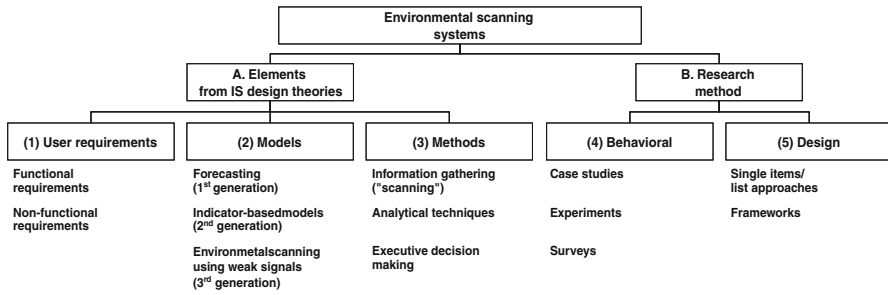 Environmental scanning
systems
A. Elements
from IS design theories
B. Research
method
(1) User requirements
(2) Models
(3) Methods
(4) Behavioral
(5) Design
Functional
requirements
Non-functional
requirements
Forecasting
(1st generation)
Indicator-basedmodels
(2nd generation)
Environmetalscanning
using weak signals
(3rd generation)
Information gathering
("scanning")
Analytical techniques
Executive decision
making
Case studies
Experiments
Surveys
Single items/
list approaches
Frameworks